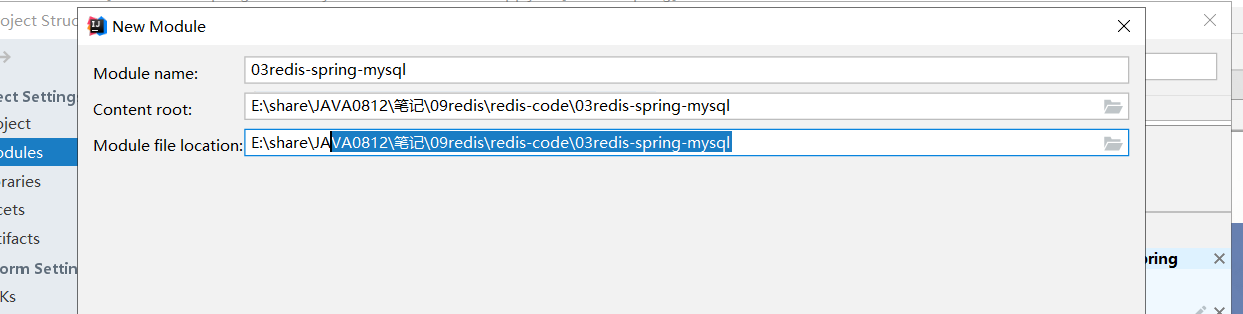 oject Struc
New Module
Module name:
03redis-spring-mysql
Content root:
E:\share\JAVA0812\笔记\09redis\redis-code\03redis-spring-mysql
Module file location:
E:\share\JAVA0812\笔记\09redis\redis-code\03redis-spring-mysql
ect Setting
oject
odules
raries
cets
tifacts
orm Settin
Ks
pring